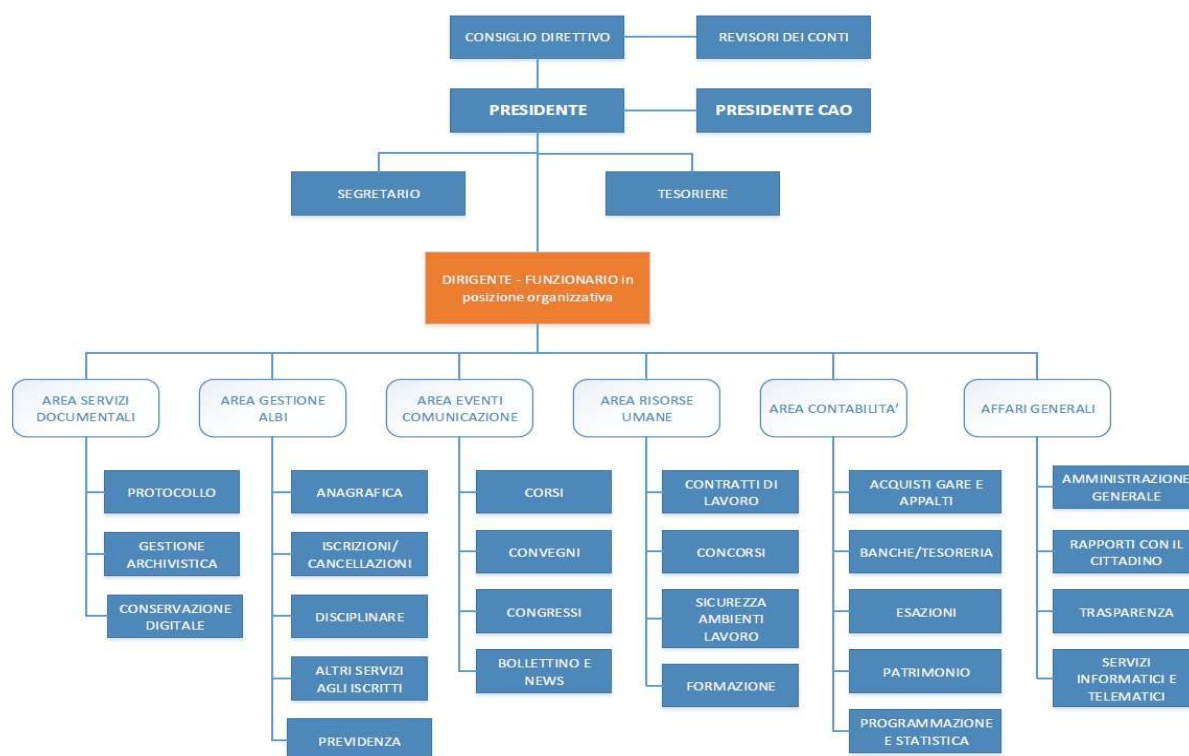 CONSIGLIO DIRETTIVO
REVISORI DEI CONTI
PRESIDENTE
PRESIDENTE CAO
SEGRETARIO
TESORIERE
DIRIGENTE - FUNZIONARIO in
posizione organizzativa
AREA SERVIZI
DOCUMENTALI
AREA GESTIONE
ALBI
AREA EVENTI
COMUNICAZIONE
AREA RISORSE
UMANE
AREA CONTABILITA'
AFFARI GENERALI
PROTOCOLLO
GESTIONE
ARCHIVISTICA
CONSERVAZIONE
DIGITALE
ANAGRAFICA
ISCRIZIONI/
CANCELLAZIONI
DISCIPLINARE
ALTRI SERVIZI
AGLI ISCRITTI
PREVIDENZA
CORSI
CONVEGNI
CONGRESSI
BOLLETTINO E
NEWS
CONTRATTI DI
LAVORO
CONCORSI
SICUREZZA
AMBIENTI
LAVORO
FORMAZIONE
ACQUISTI GARE E
APPALTI
BANCHE/TESORERIA
ESAZIONI
PATRIMONIO
PROGRAMMAZIONE
E STATISTICA
AMMINISTRAZIONE
GENERALE
RAPPORTI CON IL
CITTADINO
TRASPARENZA
SERVIZI
INFORMATICI E
TELEMATICI